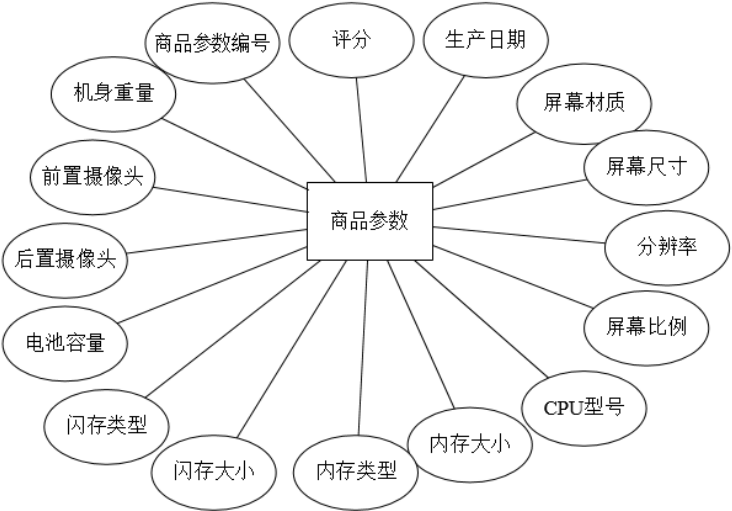 商品参数编号
评分
生产日期
机身重量
屏幕材质
前置摄像头
屏幕尺寸
商品参数
后置摄像头
分辨率
电池容量
屏幕比例
闪存类型
CPU型号
闪存大小
内存类型
内存大小